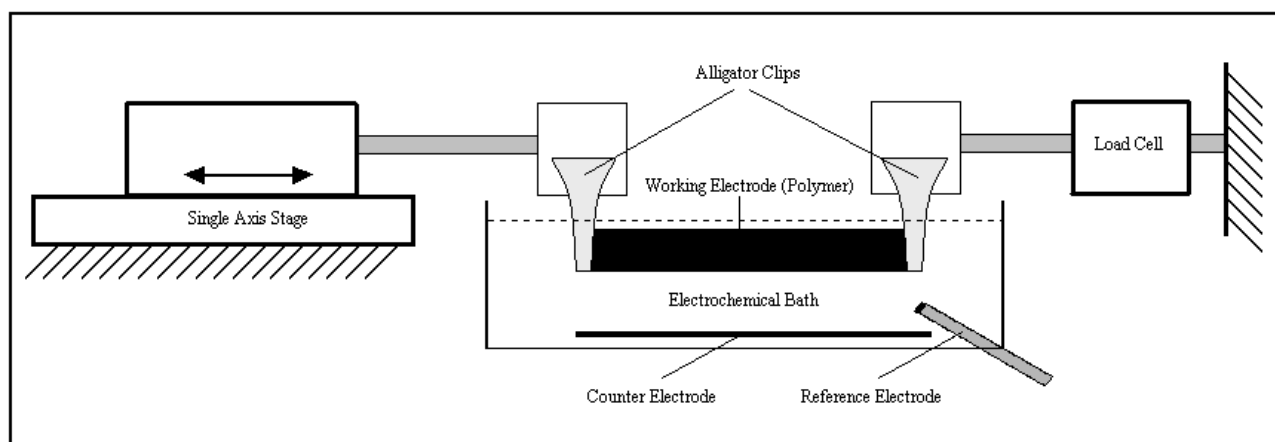 Alligator Clips
Load Cell
Working Electrode (Polymer)
Single Axis Stage
Electrochemical Bath
Counter Electrode
Reference Electrode